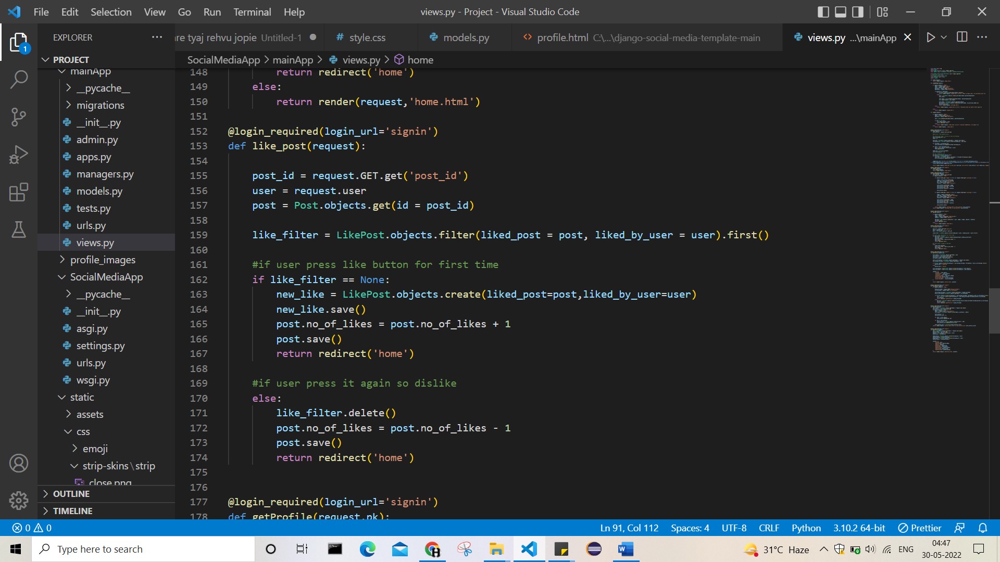 File Edit Selection View Go Run Terminal Help
views.py - Project - Visual Studio Code
EXPLORER
re tyaj rehvu jopie Untitled-1
# style.css
models.py
<> profile.html C:\...\django-social-media-template-main
views.py ...\mainApp
PROJECT
SocialMediaApp > mainApp > views.py > home
mainApp
__pycache__
migrations
__init__.py
admin.py
apps.py
managers.py
models.py
tests.py
urls.py
views.py
profile_images
SocialMediaApp
__pycache__
__init__.py
asgi.py
settings.py
urls.py
wsgi.py
static
assets
css
emoji
strip-skins\strip
close.png
OUTLINE
TIMELINE
148 return redirect('home')
149 else:
150 return render(request,'home.html')
151
152 @login_required(login_url='signin')
153 def like_post(request):
154
155 post_id = request.GET.get('post_id')
156 user = request.user
157 post = Post.objects.get(id = post_id)
158
159 like_filter = LikePost.objects.filter(liked_post = post, liked_by_user = user).first()
160
161 #if user press like button for first time
162 if like_filter == None:
163 new_like = LikePost.objects.create(liked_post=post,liked_by_user=user)
164 new_like.save()
165 post.no_of_likes = post.no_of_likes + 1
166 post.save()
167 return redirect('home')
168
169 #if user press it again so dislike
170 else:
171 like_filter.delete()
172 post.no_of_likes = post.no_of_likes - 1
173 post.save()
174 return redirect('home')
175
176
177 @login_required(login_url='signin')
178 def getProfile(request,pk):
1
0 0
Ln 91, Col 112 Spaces: 4 UTF-8 CRLF Python 3.10.2 64-bit Prettier
Type here to search
31°C Haze
ENG
04:47
30-05-2022